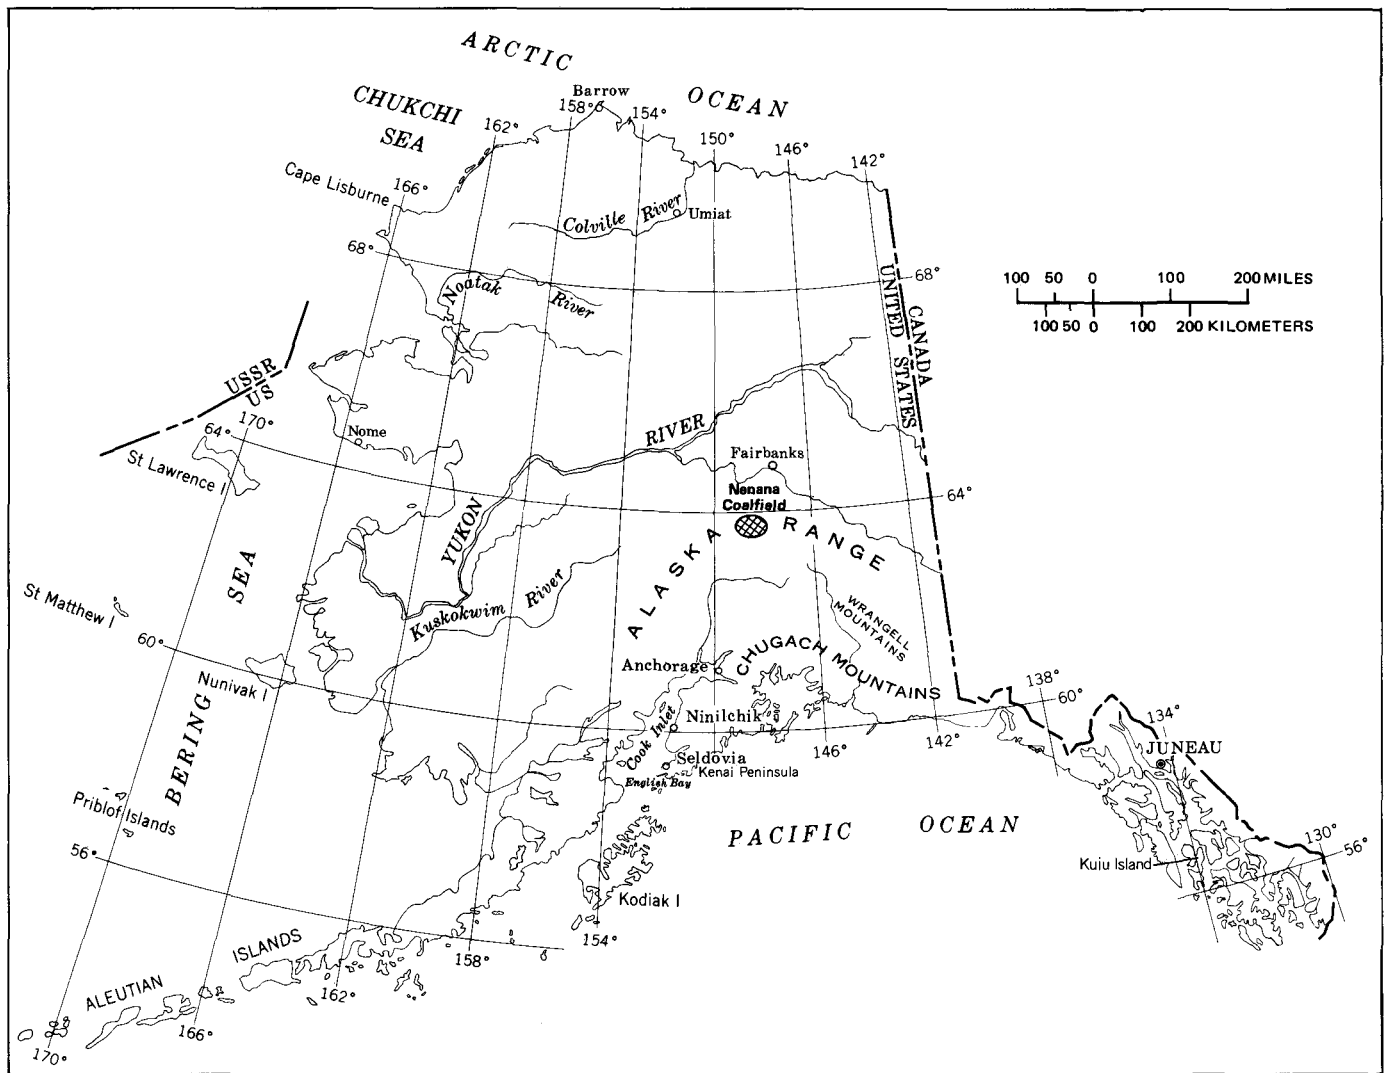 ARCTIC
OCEAN
CHUKCHI
SEA
Barrow
158°
154°
162°
150°
146°
142°
Cape Lisburne
166°
Colville River
Umiat
68°
68°
Noatak River
100 50 0 100 200 MILES
100 50 0 100 200 KILOMETERS
UNITED STATES
CANADA
USSR
US
170°
64°
Nome
St Lawrence I
YUKON RIVER
Fairbanks
Nenana
Coalfield
64°
ALASKA RANGE
Kuskokwim River
WRANGELL
MOUNTAINS
BERING SEA
St Matthew I
60°
Nunivak I
Anchorage
CHUGACH MOUNTAINS
138°
60°
134°
JUNEAU
Cook Inlet
Ninilchik
146°
142°
Seldovia
Kenai Peninsula
English Bay
Priblof Islands
56°
PACIFIC OCEAN
130°
56°
Kuiu Island
Kodiak I
154°
158°
162°
166°
170°
ALEUTIAN ISLANDS